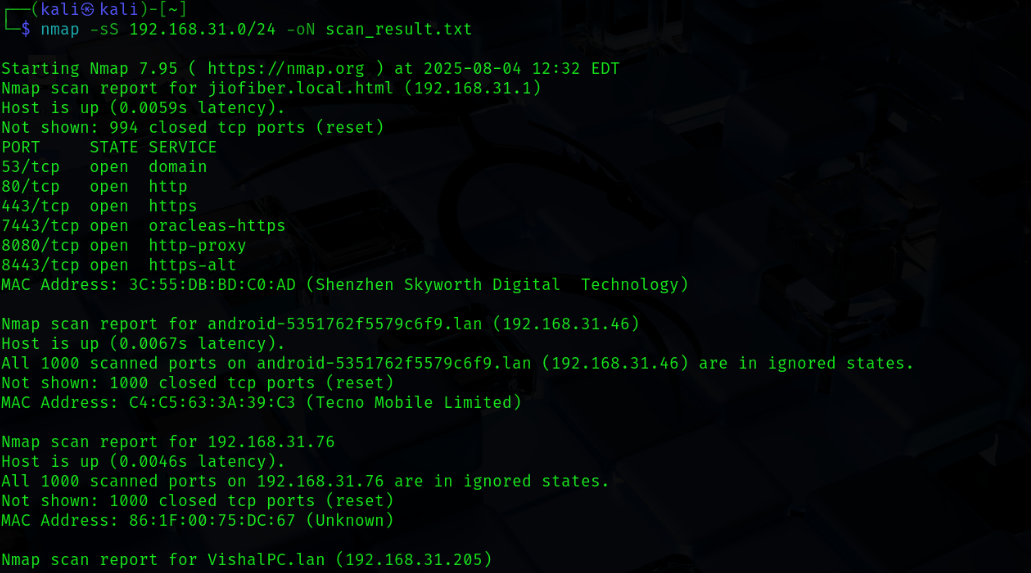 ┌──(kali㉿kali)-[~]
└─$ nmap -sS 192.168.31.0/24 -oN scan_result.txt
Starting Nmap 7.95 ( https://nmap.org ) at 2025-08-04 12:32 EDT
Nmap scan report for jiofiber.local.html (192.168.31.1)
Host is up (0.0059s latency).
Not shown: 994 closed tcp ports (reset)
PORT     STATE SERVICE
53/tcp   open  domain
80/tcp   open  http
443/tcp  open  https
7443/tcp open  oracleas-https
8080/tcp open  http-proxy
8443/tcp open  https-alt
MAC Address: 3C:55:DB:BD:C0:AD (Shenzhen Skyworth Digital  Technology)
Nmap scan report for android-5351762f5579c6f9.lan (192.168.31.46)
Host is up (0.0067s latency).
All 1000 scanned ports on android-5351762f5579c6f9.lan (192.168.31.46) are in ignored states.
Not shown: 1000 closed tcp ports (reset)
MAC Address: C4:C5:63:3A:39:C3 (Tecno Mobile Limited)
Nmap scan report for 192.168.31.76
Host is up (0.0046s latency).
All 1000 scanned ports on 192.168.31.76 are in ignored states.
Not shown: 1000 closed tcp ports (reset)
MAC Address: 86:1F:00:75:DC:67 (Unknown)
Nmap scan report for VishalPC.lan (192.168.31.205)